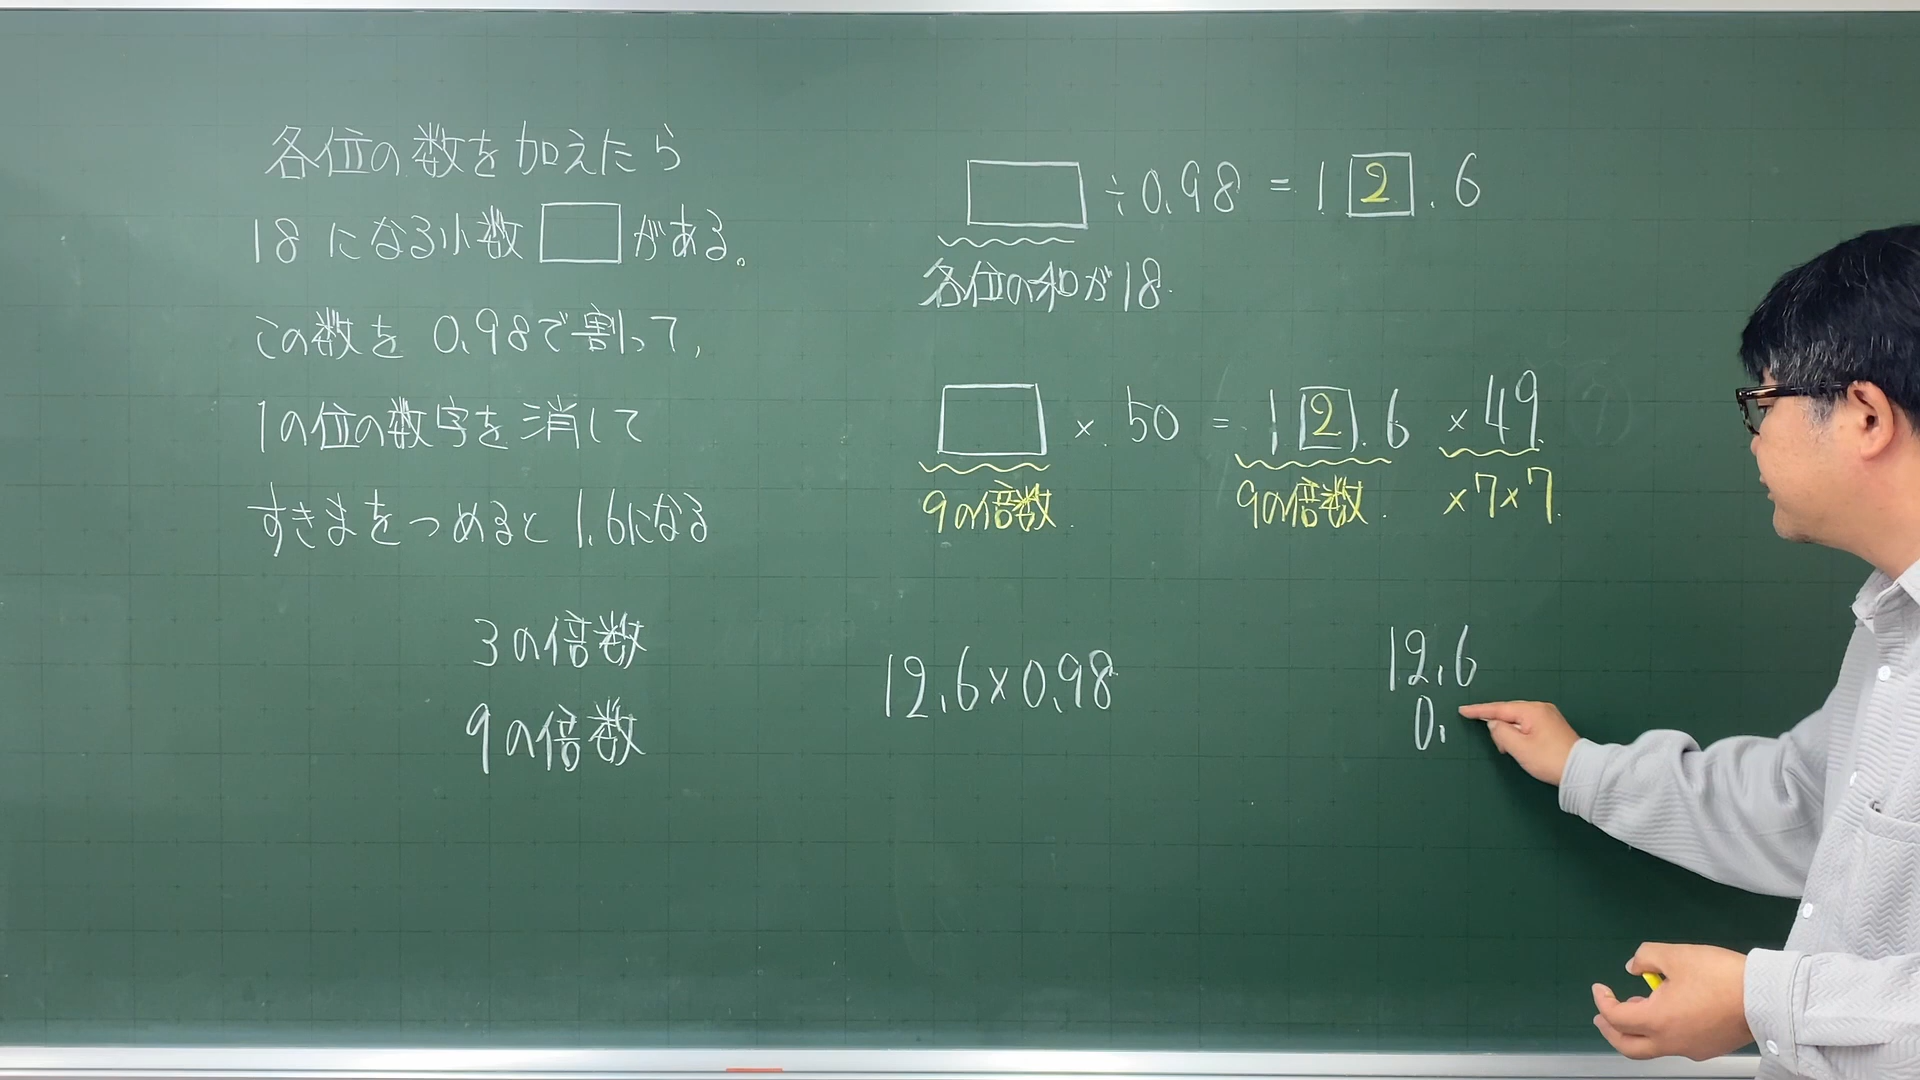 各位の数を加えたら
18 になる小数□がある。
この数を 0.98で割って,
1の位の数字を消して
すきまをつめると 1.6になる
3の倍数
9の倍数
□ ÷0.98 = 1 2 .6
各位の和が18.
□ × 50 = 1 2 .6 ×49
9の倍数. 9の倍数. ×7×7.
12.6×0.98
12.6
0.